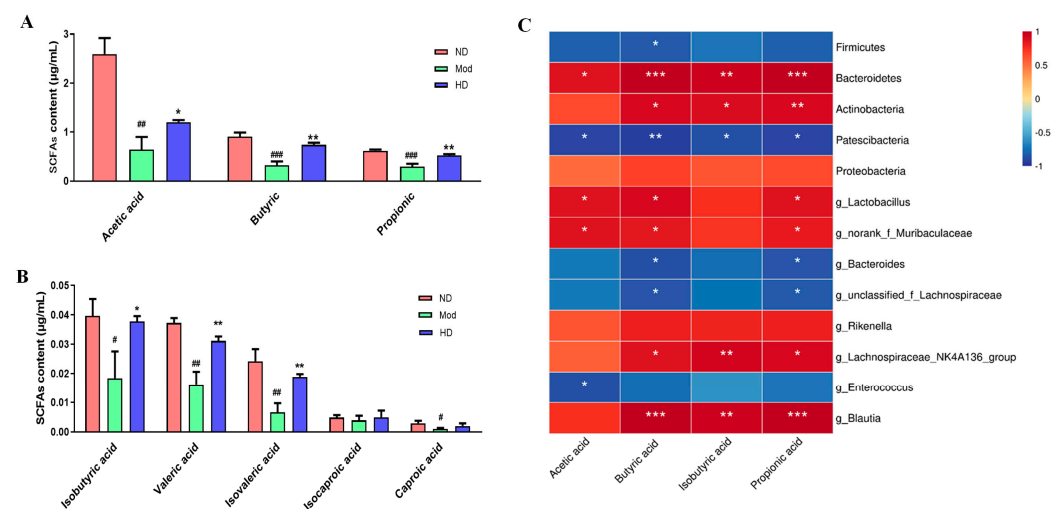 A
SCFAs content (μg/mL)
3
2
1
0
ND
Mod
HD
##
*
###
**
###
**
Acetic acid
Butyric
Propionic
B
SCFAs content (μg/mL)
0.05
0.04
0.03
0.02
0.01
0.00
ND
Mod
HD
#
*
##
**
##
**
#
Isobutyric acid
Valeric acid
Isovaleric acid
Isocaproic acid
Caproic acid
C
* Firmicutes
* *** ** *** Bacteroidetes
* * ** Actinobacteria
* ** * * Patescibacteria
Proteobacteria
* * * g_Lactobacillus
* * * g_norank_f_Muribaculaceae
* * g_Bacteroides
* * g_unclassified_f_Lachnospiraceae
g_Rikenella
* ** * g_Lachnospiraceae_NK4A136_group
* g_Enterococcus
*** ** *** g_Blautia
Acetic acid
Butyric acid
Isobutyric acid
Propionic acid
1
0.5
0
-0.5
-1